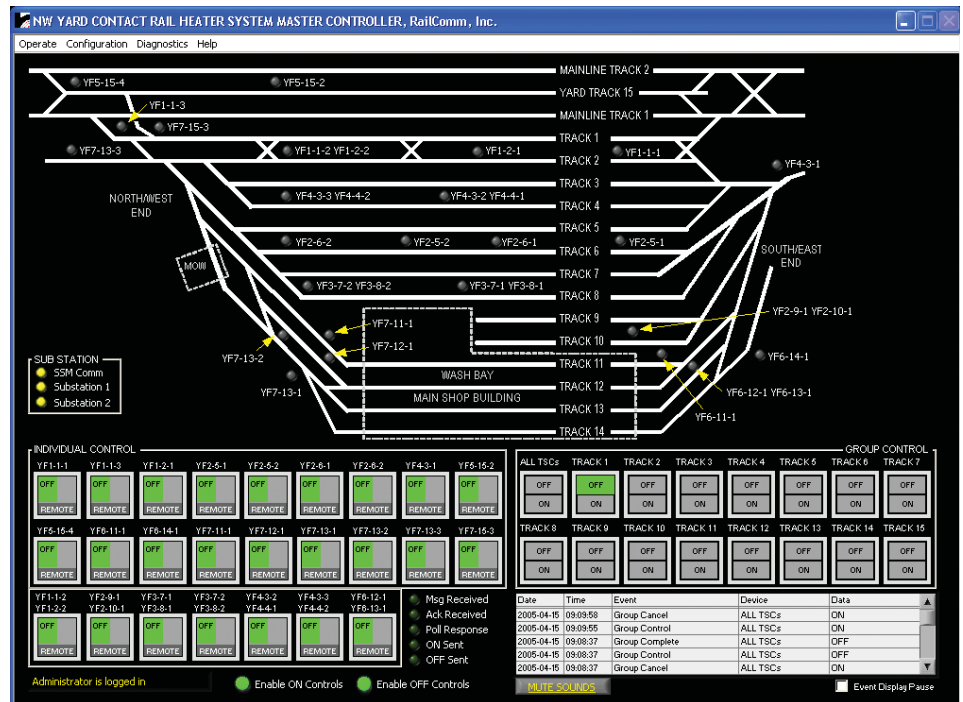 NW YARD CONTACT RAIL HEATER SYSTEM MASTER CONTROLLER, RailComm, Inc.
Operate Configuration Diagnostics Help
MAINLINE TRACK 2
YF5-15-4 YF5-15-2
YARD TRACK 15
YF1-1-3
MAINLINE TRACK 1
YF7-15-3
TRACK 1
YF7-13-3 YF1-1-2 YF1-2-2 YF1-2-1 YF1-1-1
TRACK 2
YF4-3-1
TRACK 3
NORTH/WEST
END
YF4-3-3 YF4-4-2 YF4-3-2 YF4-4-1
TRACK 4
TRACK 5
YF2-6-2 YF2-5-2 YF2-6-1 YF2-5-1
TRACK 6
SOUTH/EAST
END
MOW
TRACK 7
YF3-7-2 YF3-8-2 YF3-7-1 YF3-8-1
TRACK 8
YF2-9-1 YF2-10-1
TRACK 9
YF7-11-1
TRACK 10
YF7-12-1
YF7-13-2
YF6-14-1
TRACK 11
SUB STATION
SSM Comm
Substation 1
Substation 2
WASH BAY
YF7-13-1
TRACK 12
YF6-12-1 YF6-13-1
MAIN SHOP BUILDING
TRACK 13
YF6-11-1
TRACK 14
INDIVIDUAL CONTROL
YF1-1-1 YF1-1-3 YF1-2-1 YF2-5-1 YF2-5-2 YF2-6-1 YF2-6-2 YF4-3-1 YF5-15-2
OFF OFF OFF OFF OFF OFF OFF OFF OFF
REMOTE REMOTE REMOTE REMOTE REMOTE REMOTE REMOTE REMOTE REMOTE
YF5-15-4 YF6-11-1 YF6-14-1 YF7-11-1 YF7-12-1 YF7-13-1 YF7-13-2 YF7-13-3 YF7-15-3
OFF OFF OFF OFF OFF OFF OFF OFF OFF
REMOTE REMOTE REMOTE REMOTE REMOTE REMOTE REMOTE REMOTE REMOTE
YF1-1-2 YF2-9-1 YF3-7-1 YF3-7-2 YF4-3-2 YF4-3-3 YF6-12-1
YF1-2-2 YF2-10-1 YF3-8-1 YF3-8-2 YF4-4-1 YF4-4-2 YF6-13-1
OFF OFF OFF OFF OFF OFF OFF
REMOTE REMOTE REMOTE REMOTE REMOTE REMOTE REMOTE
Msg Received
Ack Received
Poll Response
ON Sent
OFF Sent
Administrator is logged in
Enable ON Controls Enable OFF Controls
GROUP CONTROL
ALL TSCs TRACK 1 TRACK 2 TRACK 3 TRACK 4 TRACK 5 TRACK 6 TRACK 7
OFF OFF OFF OFF OFF OFF OFF OFF
ON ON ON ON ON ON ON ON
TRACK 8 TRACK 9 TRACK 10 TRACK 11 TRACK 12 TRACK 13 TRACK 14 TRACK 15
OFF OFF OFF OFF OFF OFF OFF OFF
ON ON ON ON ON ON ON ON
Date Time Event Device Data
2005-04-15 09:09:58 Group Cancel ALL TSCs ON
2005-04-15 09:09:55 Group Control ALL TSCs ON
2005-04-15 09:08:37 Group Complete ALL TSCs OFF
2005-04-15 09:08:37 Group Control ALL TSCs OFF
2005-04-15 09:08:37 Group Cancel ALL TSCs ON
MUTE SOUNDS
Event Display Pause